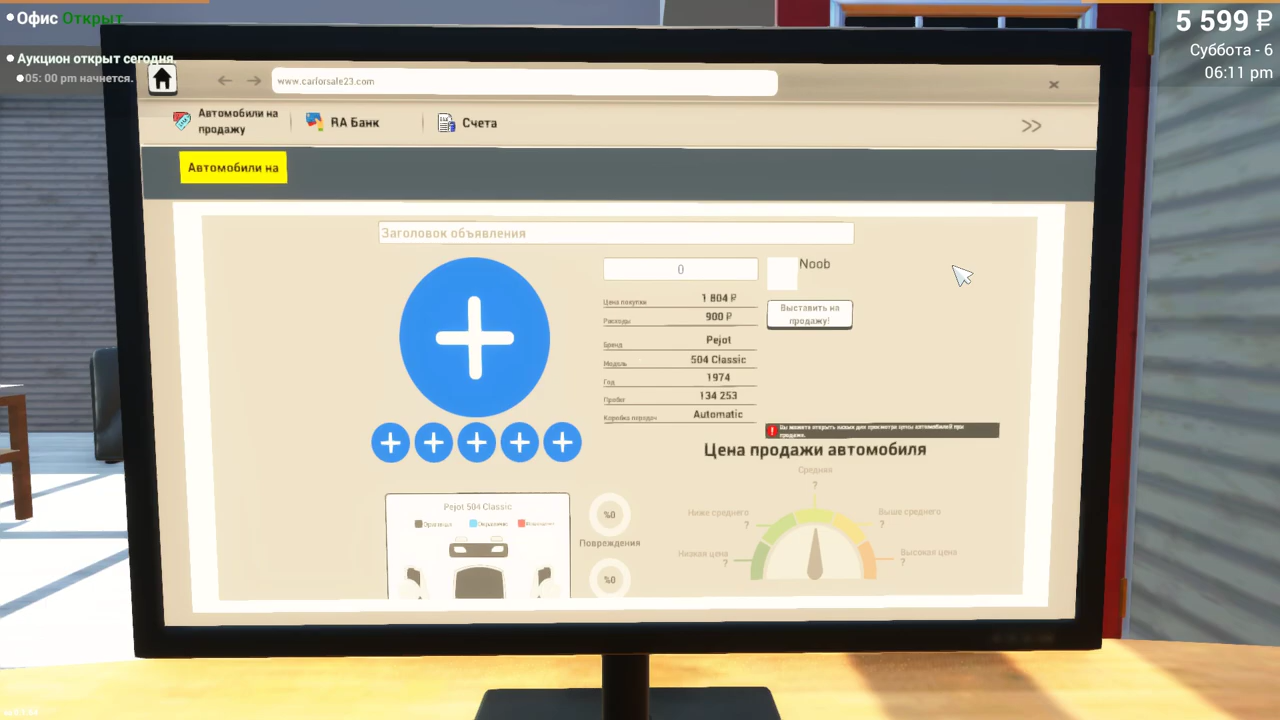 Офис Открыт
Аукцион открыт сегодня.
05: 00 pm начнется.
5 599 ₽
Суббота - 6
06:11 pm
www.carforsale23.com
Автомобили на
продажу
RA Банк
Счета
>>
Автомобили на
Заголовок объявления
0
Noob
Цена покупки 1 804 ₽
Расходы 900 ₽
Бренд Pejot
Модель 504 Classic
Год 1974
Пробег 134 253
Коробка передач Automatic
Выставить на
продажу!
продажи.
Цена продажи автомобиля
Средняя
?
Ниже среднего
?
Выше среднего
?
Низкая цена
?
Высокая цена
?
Pejot 504 Classic
%0
Повреждения
%0